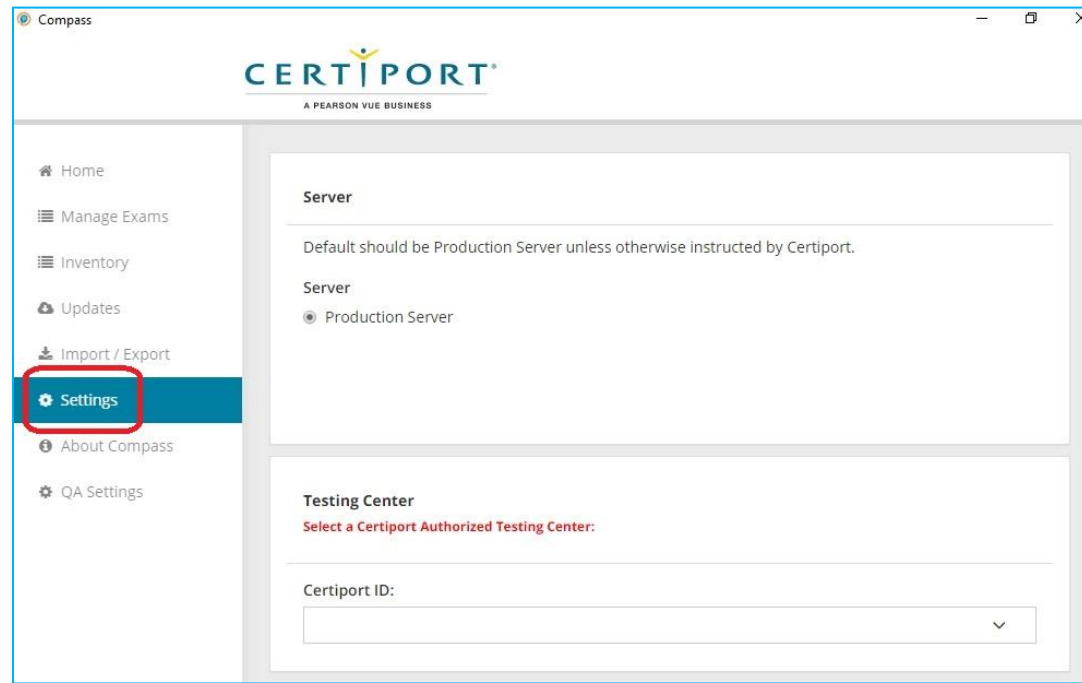 Compass
CERTIPORT®
A PEARSON VUE BUSINESS
Home
Manage Exams
Inventory
Updates
Import / Export
Settings
About Compass
QA Settings
Server
Default should be Production Server unless otherwise instructed by Certiport.
Server
Production Server
Testing Center
Select a Certiport Authorized Testing Center:
Certiport ID: